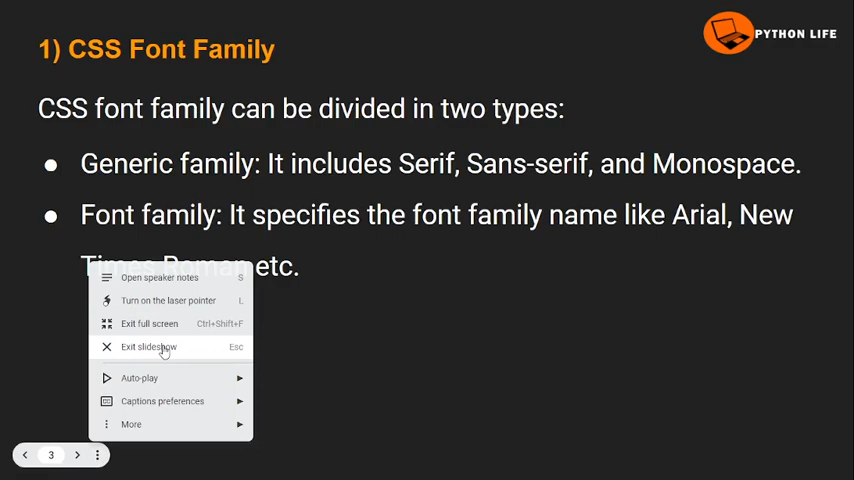 1) CSS Font Family
PYTHON LIFE
CSS font family can be divided in two types:
● Generic family: It includes Serif, Sans-serif, and Monospace.
● Font family: It specifies the font family name like Arial, New
Times Roman etc.
Open speaker notes S
Turn on the laser pointer L
Exit full screen Ctrl+Shift+F
Exit slideshow Esc
Auto-play
CC Captions preferences
More
3